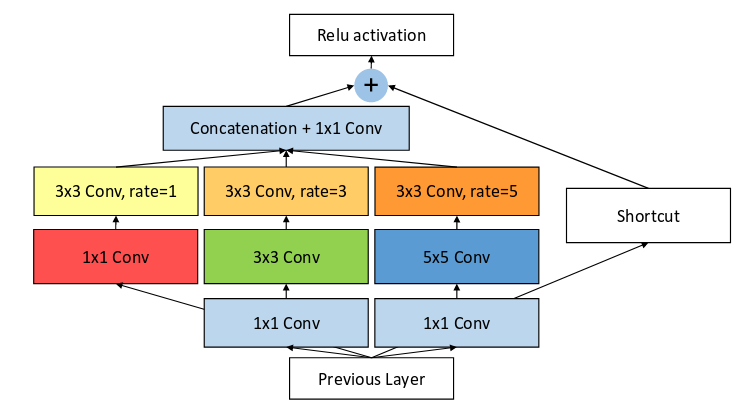 Relu activation
+
Concatenation + 1x1 Conv
3x3 Conv, rate=1
3x3 Conv, rate=3
3x3 Conv, rate=5
Shortcut
1x1 Conv
3x3 Conv
5x5 Conv
1x1 Conv
1x1 Conv
Previous Layer